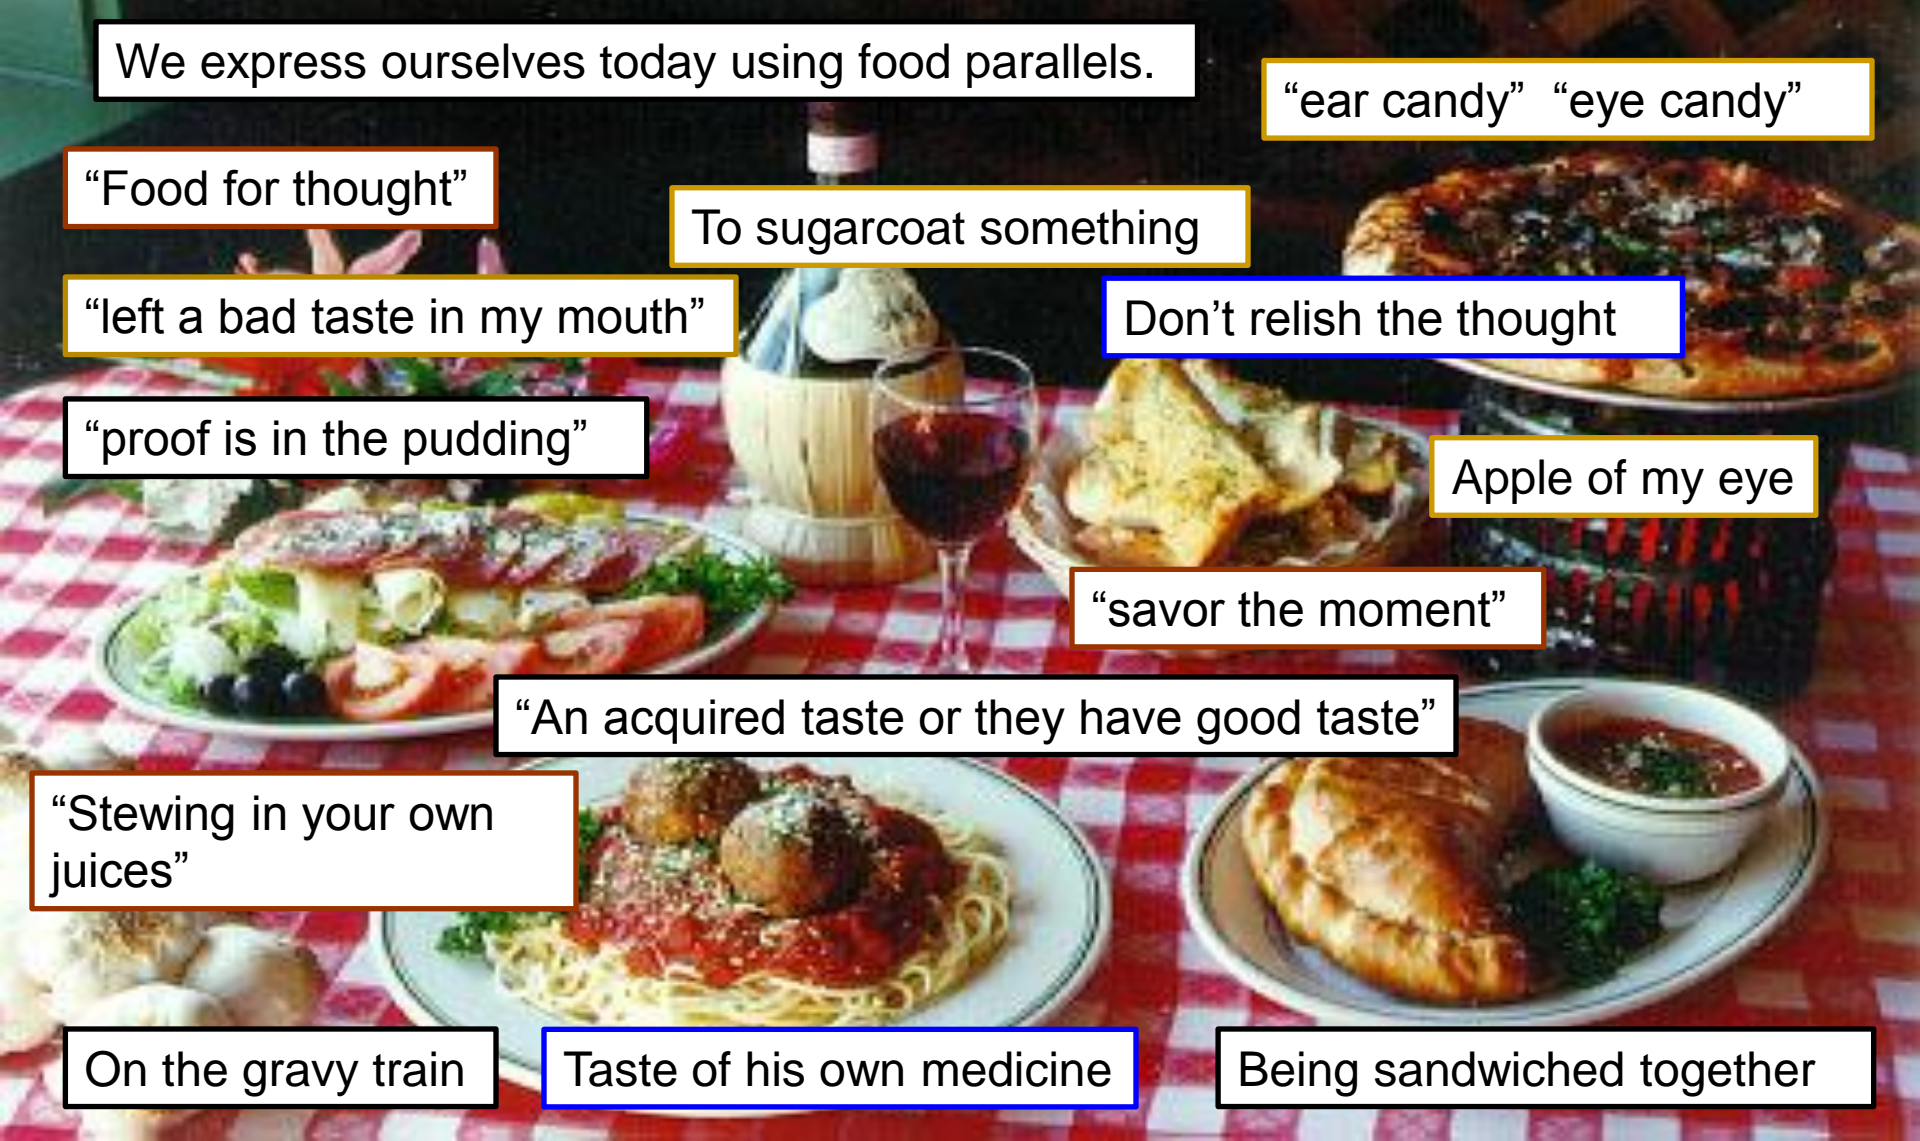 We express ourselves today using food parallels.
“ear candy”  “eye candy”
“Food for thought”
To sugarcoat something
“left a bad taste in my mouth”
Don’t relish the thought
“proof is in the pudding”
Apple of my eye
“savor the moment”
“An acquired taste or they have good taste”
“Stewing in your own
juices”
On the gravy train
Taste of his own medicine
Being sandwiched together